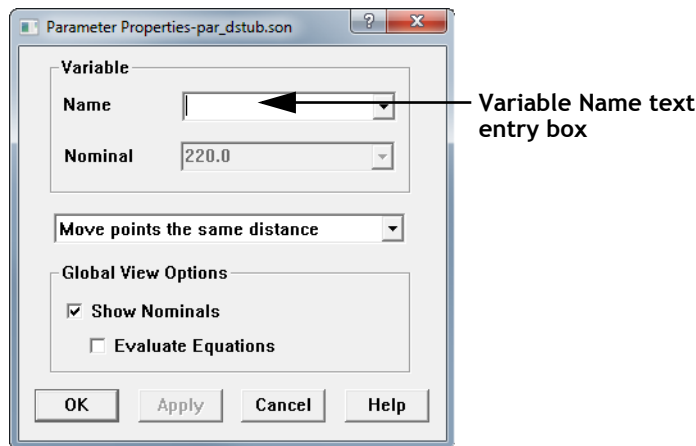 Parameter Properties-par_dstub.son
Variable
Name
Variable Name text
entry box
Nominal
220.0
Move points the same distance
Global View Options
Show Nominals
Evaluate Equations
OK
Apply
Cancel
Help